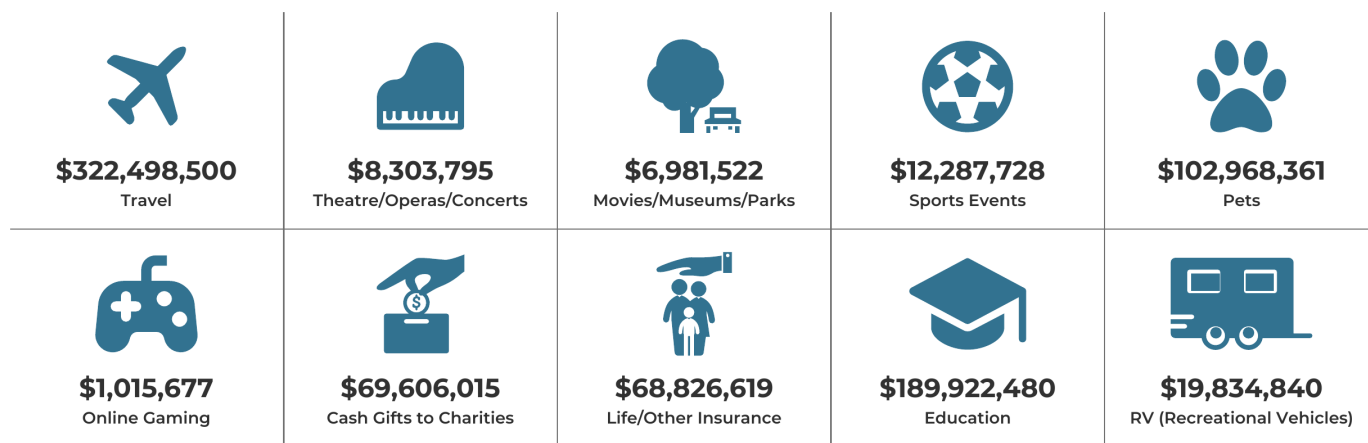 $322,498,500
Travel
$8,303,795
Theatre/Operas/Concerts
$6,981,522
Movies/Museums/Parks
$12,287,728
Sports Events
$102,968,361
Pets
$1,015,677
Online Gaming
$
$69,606,015
Cash Gifts to Charities
$68,826,619
Life/Other Insurance
$189,922,480
Education
$19,834,840
RV (Recreational Vehicles)